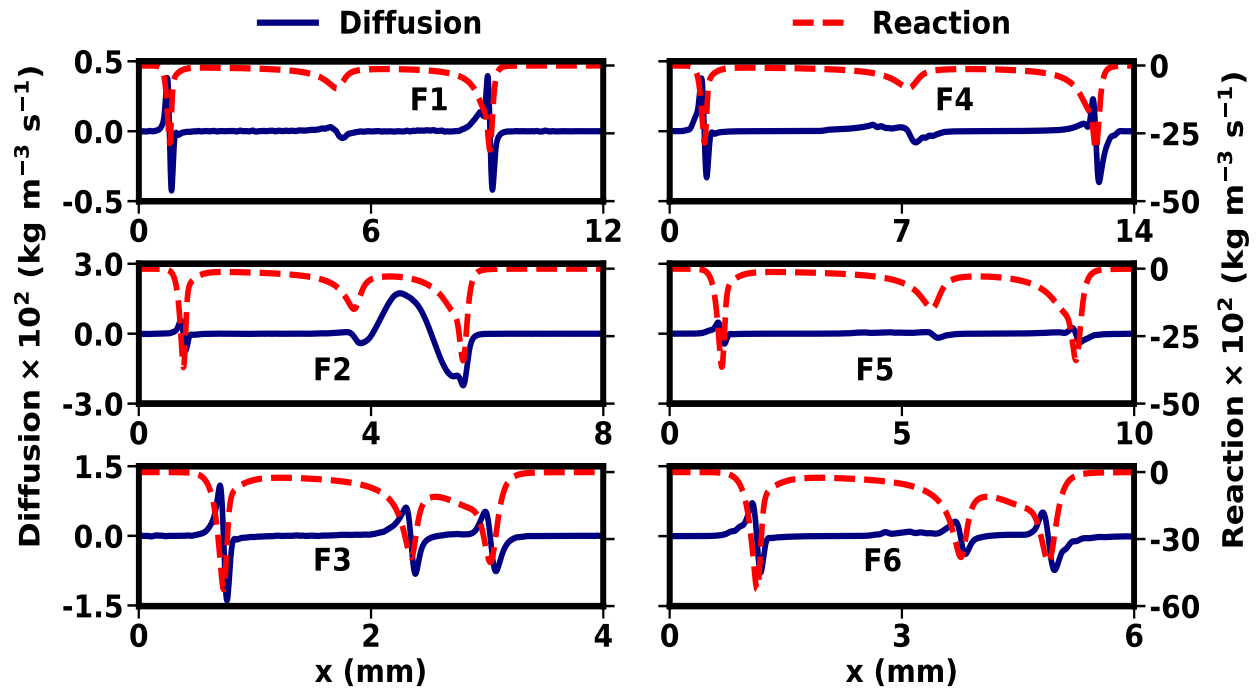 Diffusion Reaction
Diffusion × 10² (kg m⁻³ s⁻¹)
0.5
0.0
-0.5
F1
0 6 12
F4
0
-25
-50
0 7 14
3.0
0.0
-3.0
F2
0 4 8
F5
0
-25
-50
0 5 10
1.5
0.0
-1.5
F3
0 2 4
x (mm)
F6
0
-30
-60
0 3 6
x (mm)
Reaction × 10² (kg m⁻³ s⁻¹)